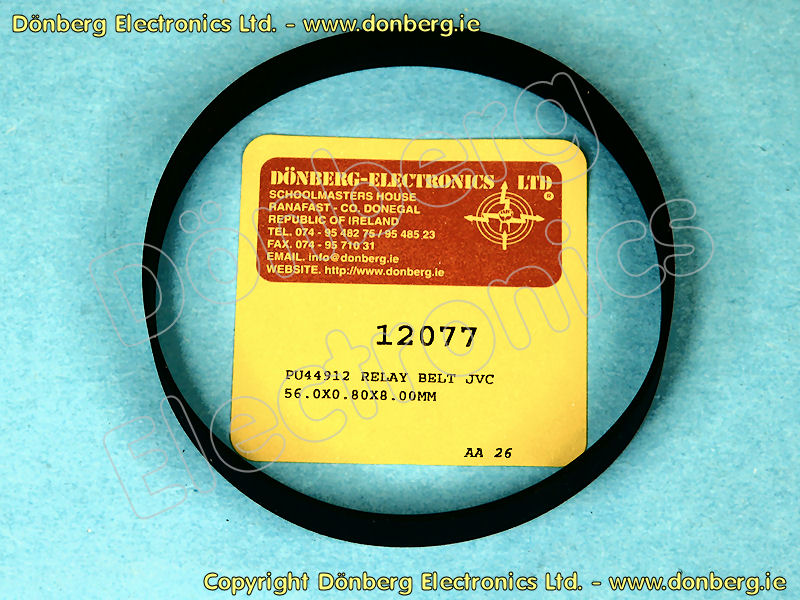 Dönberg Electronics Ltd. - www.donberg.ie
DÖNBERG-ELECTRONICS LTD
®
SCHOOLMASTERS HOUSE
RANAFAST - CO. DONEGAL
REPUBLIC OF IRELAND
TEL. 074 - 95 482 75 / 95 485 23
FAX. 074 - 95 710 31
EMAIL. info@donberg.ie
WEBSITE. http://www.donberg.ie
12077
PU44912 RELAY BELT JVC
56.0X0.80X8.00MM
AA 26
Dönberg
Electronics
Copyright Dönberg Electronics Ltd. - www.donberg.ie